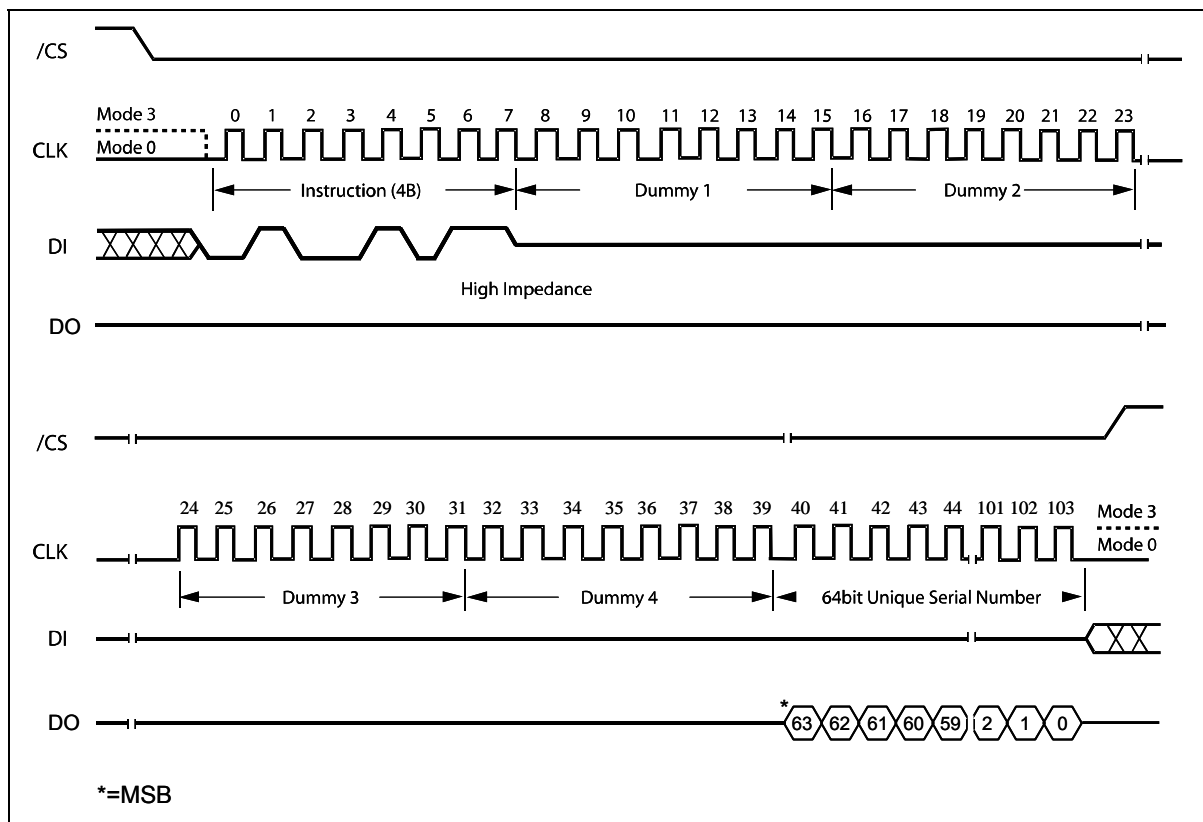 /CS
Mode 3
0 1 2 3 4 5 6 7 8 9 10 11 12 13 14 15 16 17 18 19 20 21 22 23
CLK
Mode 0
Instruction (4B)
Dummy 1
Dummy 2
DI
High Impedance
DO
/CS
24 25 26 27 28 29 30 31 32 33 34 35 36 37 38 39 40 41 42 43 44 101 102 103
Mode 3
CLK
Mode 0
Dummy 3
Dummy 4
64bit Unique Serial Number
DI
DO
* 63 62 61 60 59 2 1 0
*=MSB